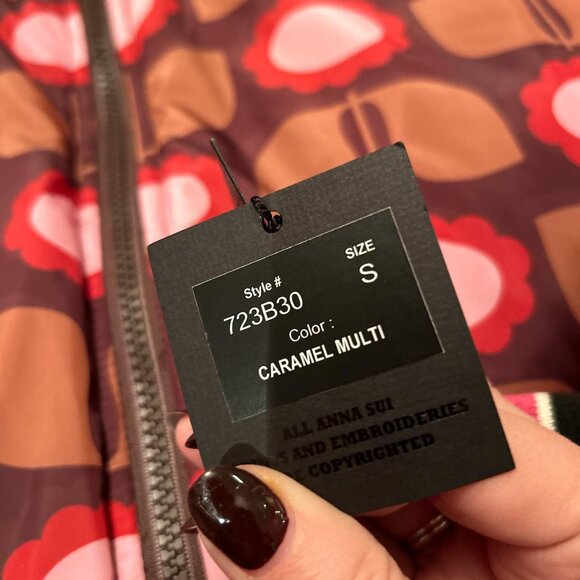 Style #
SIZE
723B30
S
Color :
CARAMEL MULTI
ALL ANNA SUI
AND EMBROIDERIES
COPYRIGHTED